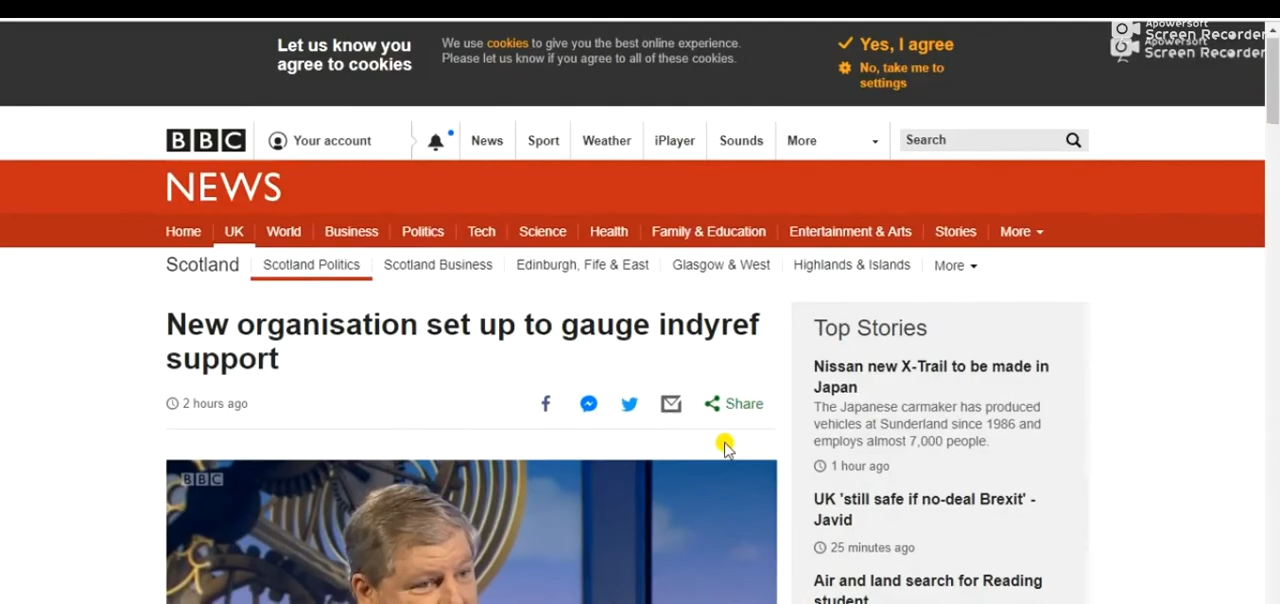 Apowersoft
Screen Recorder
Apowersoft
Screen Recorder
Let us know you
agree to cookies
We use cookies to give you the best online experience.
Please let us know if you agree to all of these cookies.
Yes, I agree
No, take me to
settings
BBC
Your account
News
Sport
Weather
iPlayer
Sounds
More
Search
NEWS
Home
UK
World
Business
Politics
Tech
Science
Health
Family & Education
Entertainment & Arts
Stories
More
Scotland
Scotland Politics
Scotland Business
Edinburgh, Fife & East
Glasgow & West
Highlands & Islands
More
New organisation set up to gauge indyref
support
2 hours ago
Share
BBC
Top Stories
Nissan new X-Trail to be made in
Japan
The Japanese carmaker has produced
vehicles at Sunderland since 1986 and
employs almost 7,000 people.
1 hour ago
UK 'still safe if no-deal Brexit' -
Javid
25 minutes ago
Air and land search for Reading
student